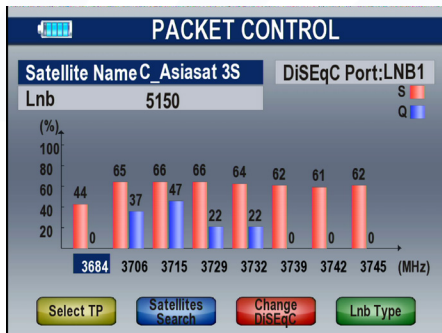 PACKET CONTROL
Satellite Name C_Asiasat 3S
DiSEqC Port:LNB1
Lnb 5150
S
Q
(%)
100
80
60
40
20
44 0 65 37 66 47 66 22 64 22 62 0 61 0 62 0
3684 3706 3715 3729 3732 3739 3742 3745 (MHz)
Select TP
Satellites Search
Change DiSEqC
Lnb Type